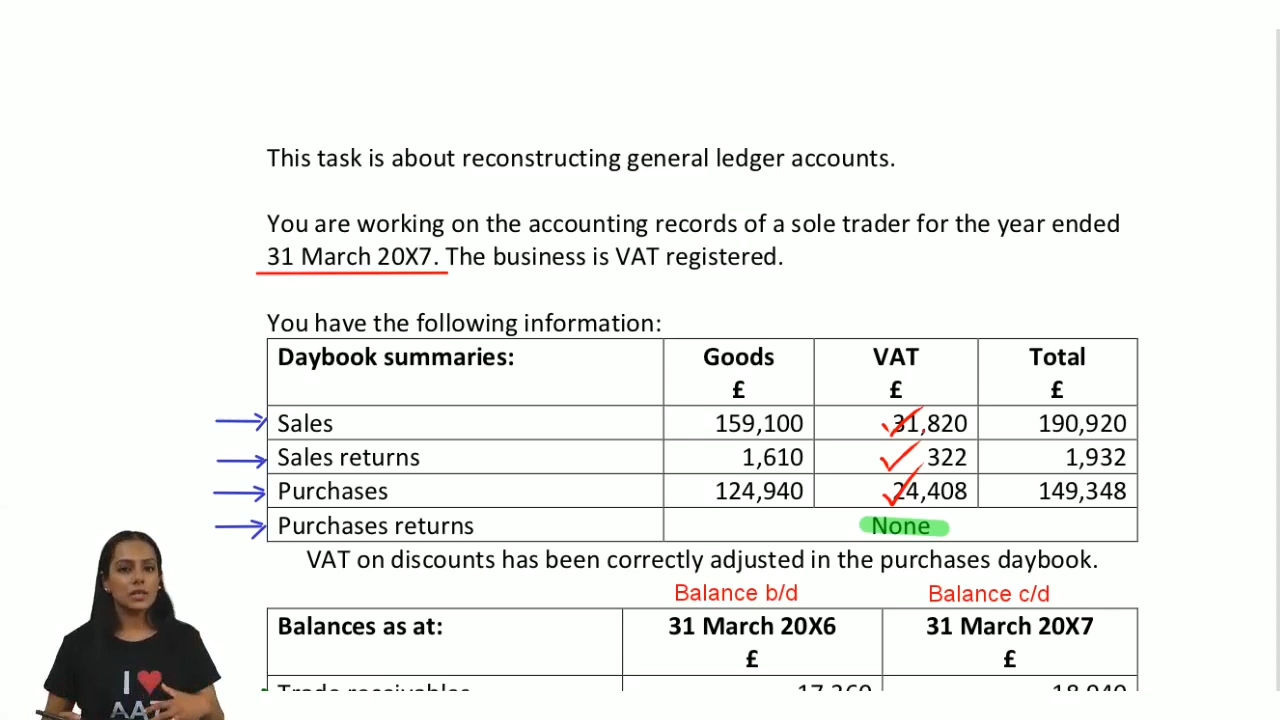 This task is about reconstructing general ledger accounts.
You are working on the accounting records of a sole trader for the year ended
31 March 20X7. The business is VAT registered.
You have the following information:
Daybook summaries: Goods £ VAT £ Total £
Sales 159,100 31,820 190,920
Sales returns 1,610 322 1,932
Purchases 124,940 24,408 149,348
Purchases returns None
VAT on discounts has been correctly adjusted in the purchases daybook.
Balance b/d Balance c/d
Balances as at: 31 March 20X6 £ 31 March 20X7 £
Trade receivables
I ❤
AAT